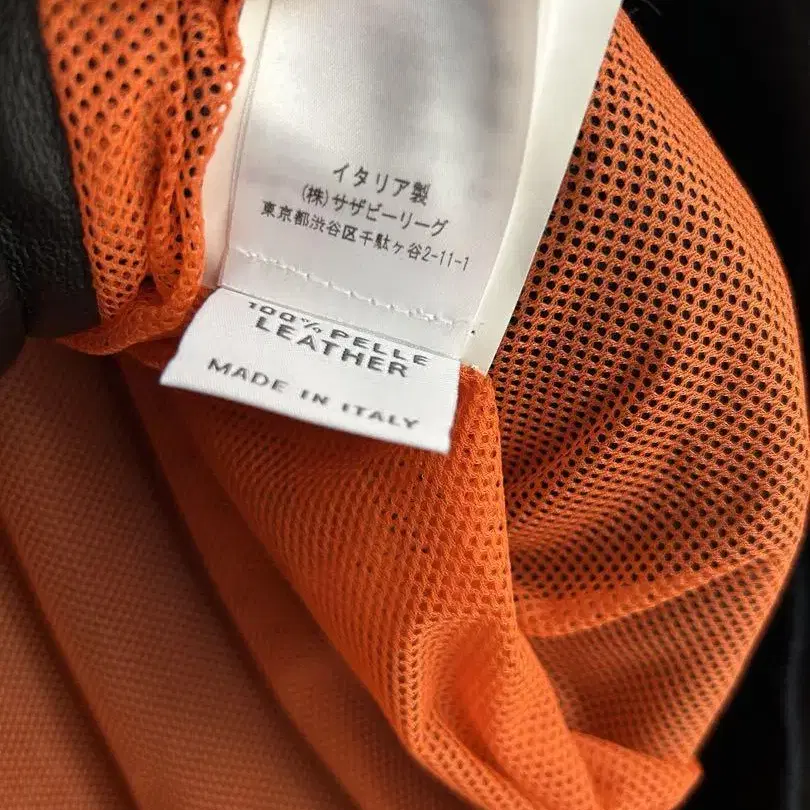 イタリア製
(株)サザビーリーグ
東京都渋谷区千駄ヶ谷2-11-1
100% PELLE
LEATHER
MADE IN ITALY